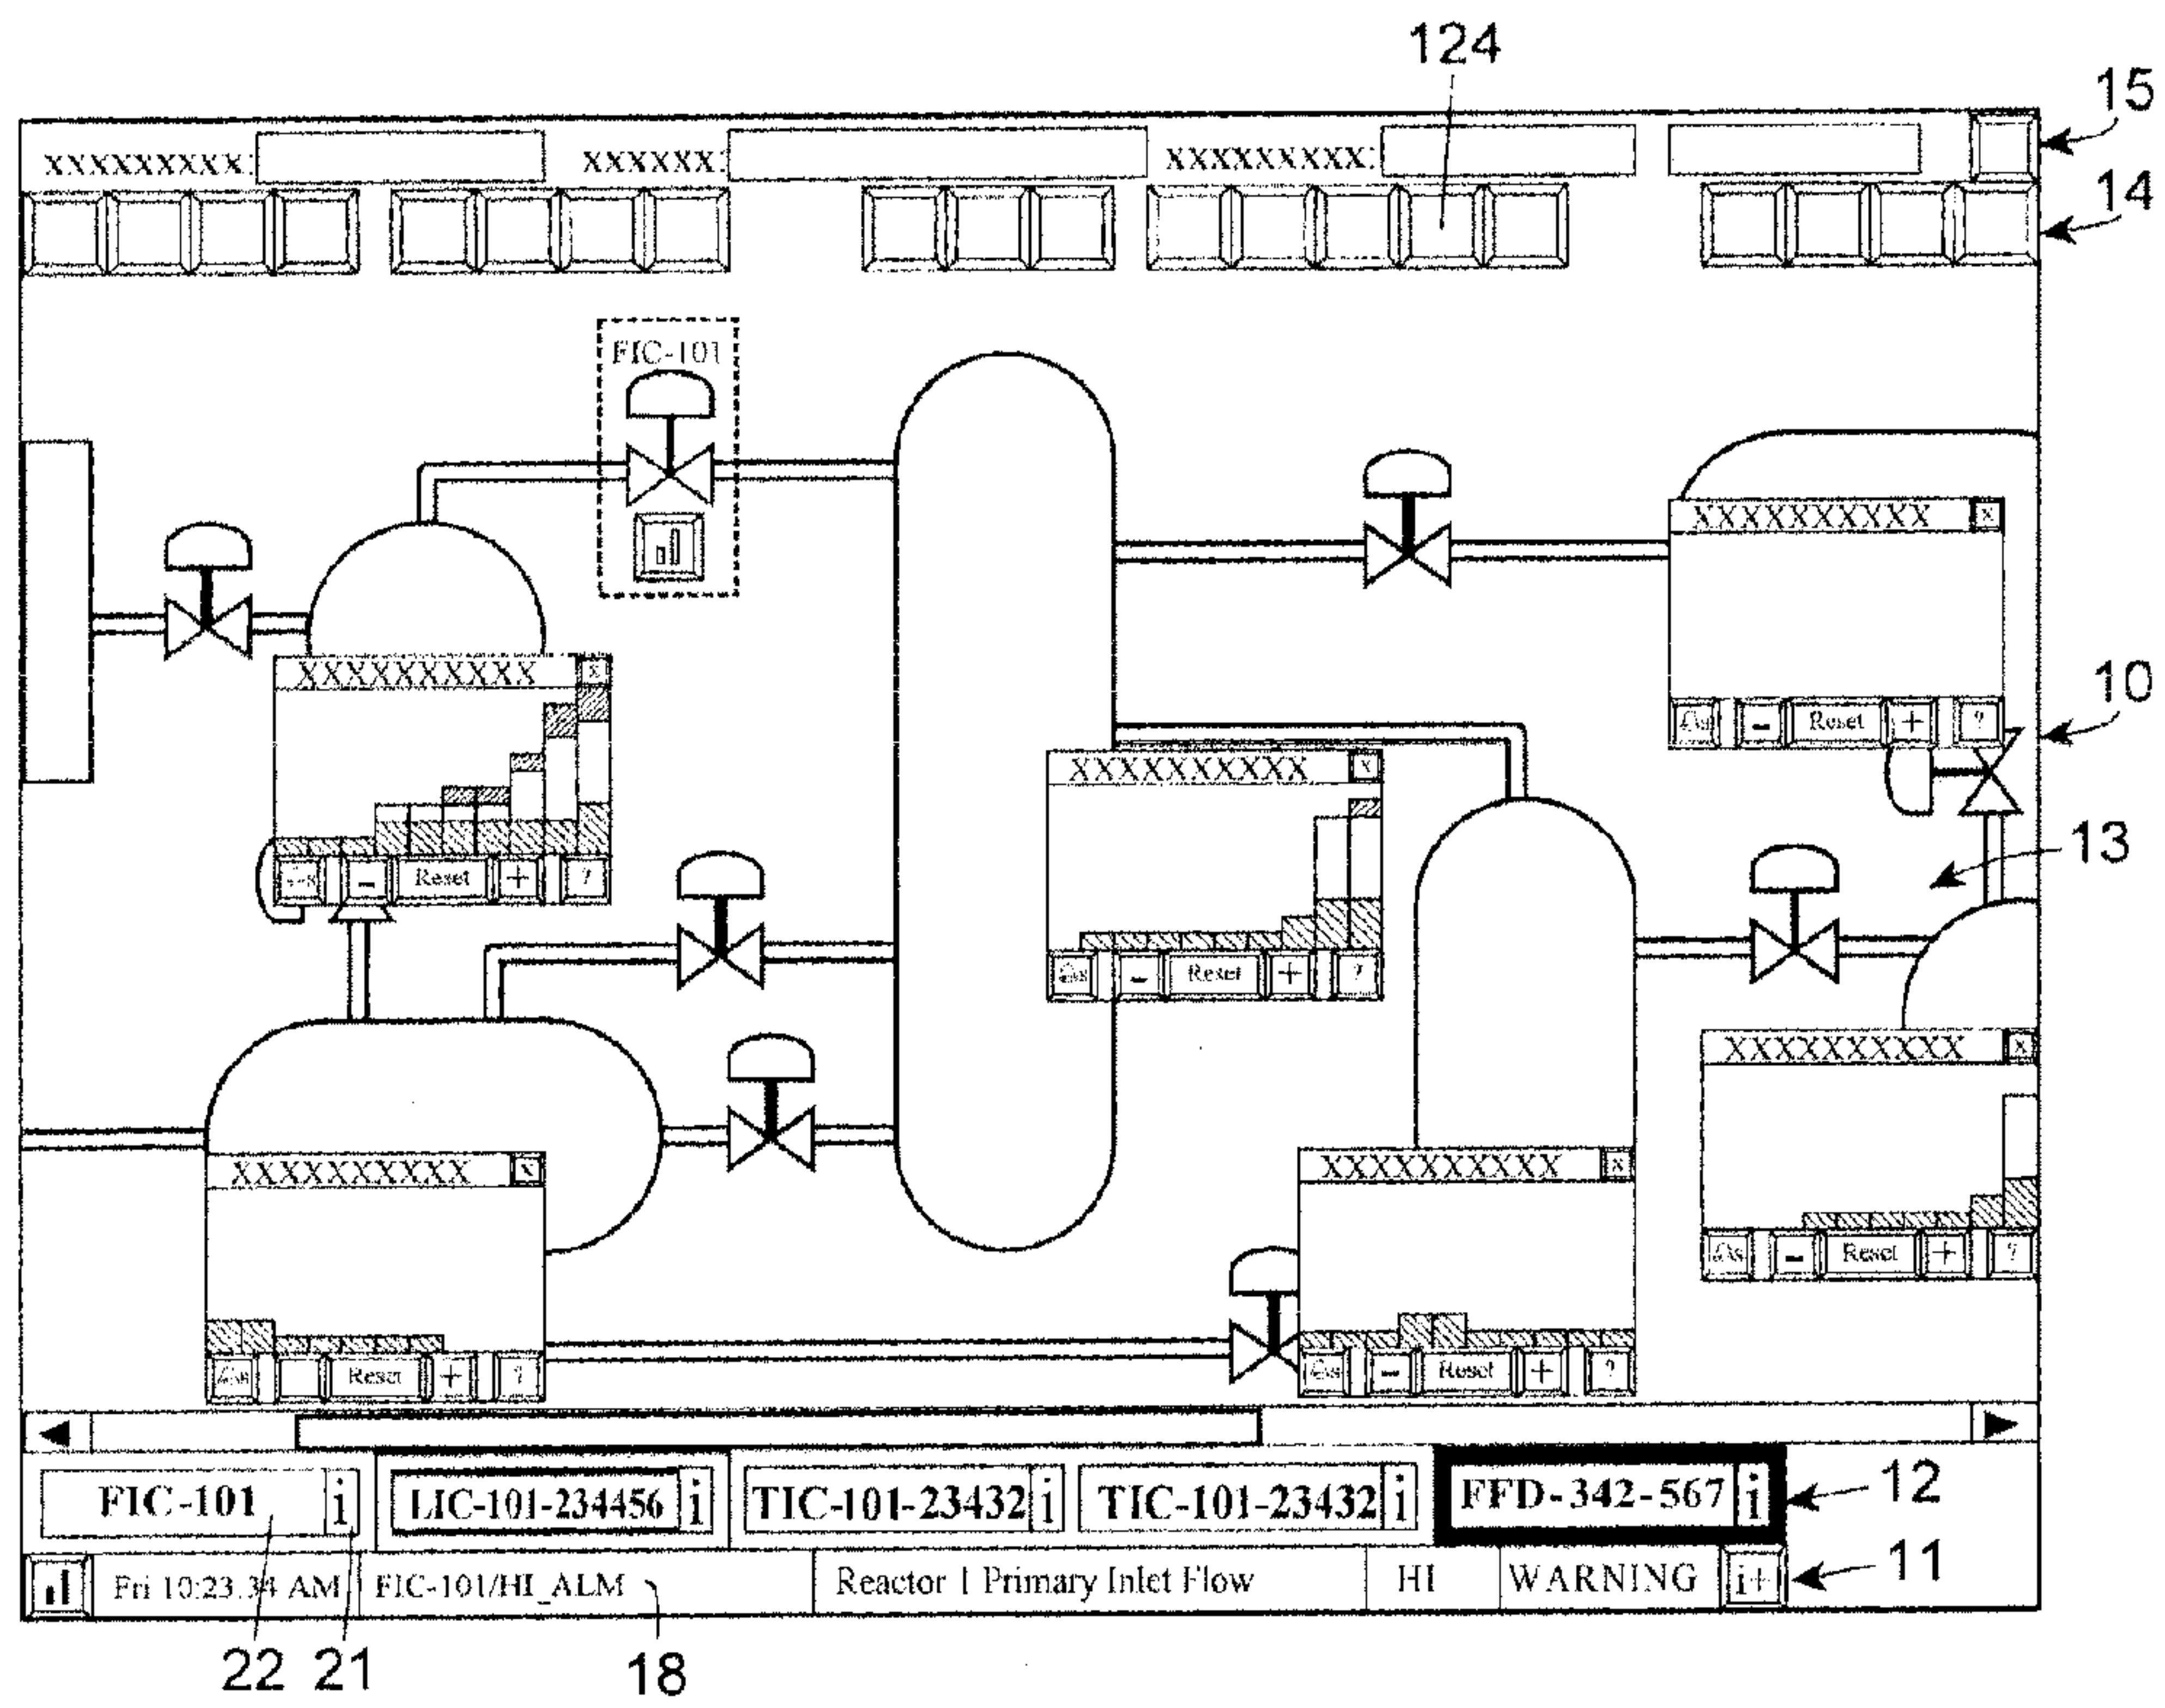 124
15
XXXXXXXXX: XXXXXX: XXXXXXXXX:
14
FIC-101
XXXXXXXXXX x
Reset + ?
- 
10
XXXXXXXXXX x
- Reset + ?
XXXXXXXXXX x
- Reset + ?
13
XXXXXXXXXX x
- Reset + ?
XXXXXXXXXX x
Reset + ?
XXXXXXXXXX x
- Reset + ?
FIC-101 i LIC-101-234456 i TIC-101-23432 i TIC-101-23432 i FFD-342-567 i
12
Fri 10:23:34 AM FIC-101/HI_ALM Reactor 1 Primary Inlet Flow HI WARNING i+
11
22 21 18